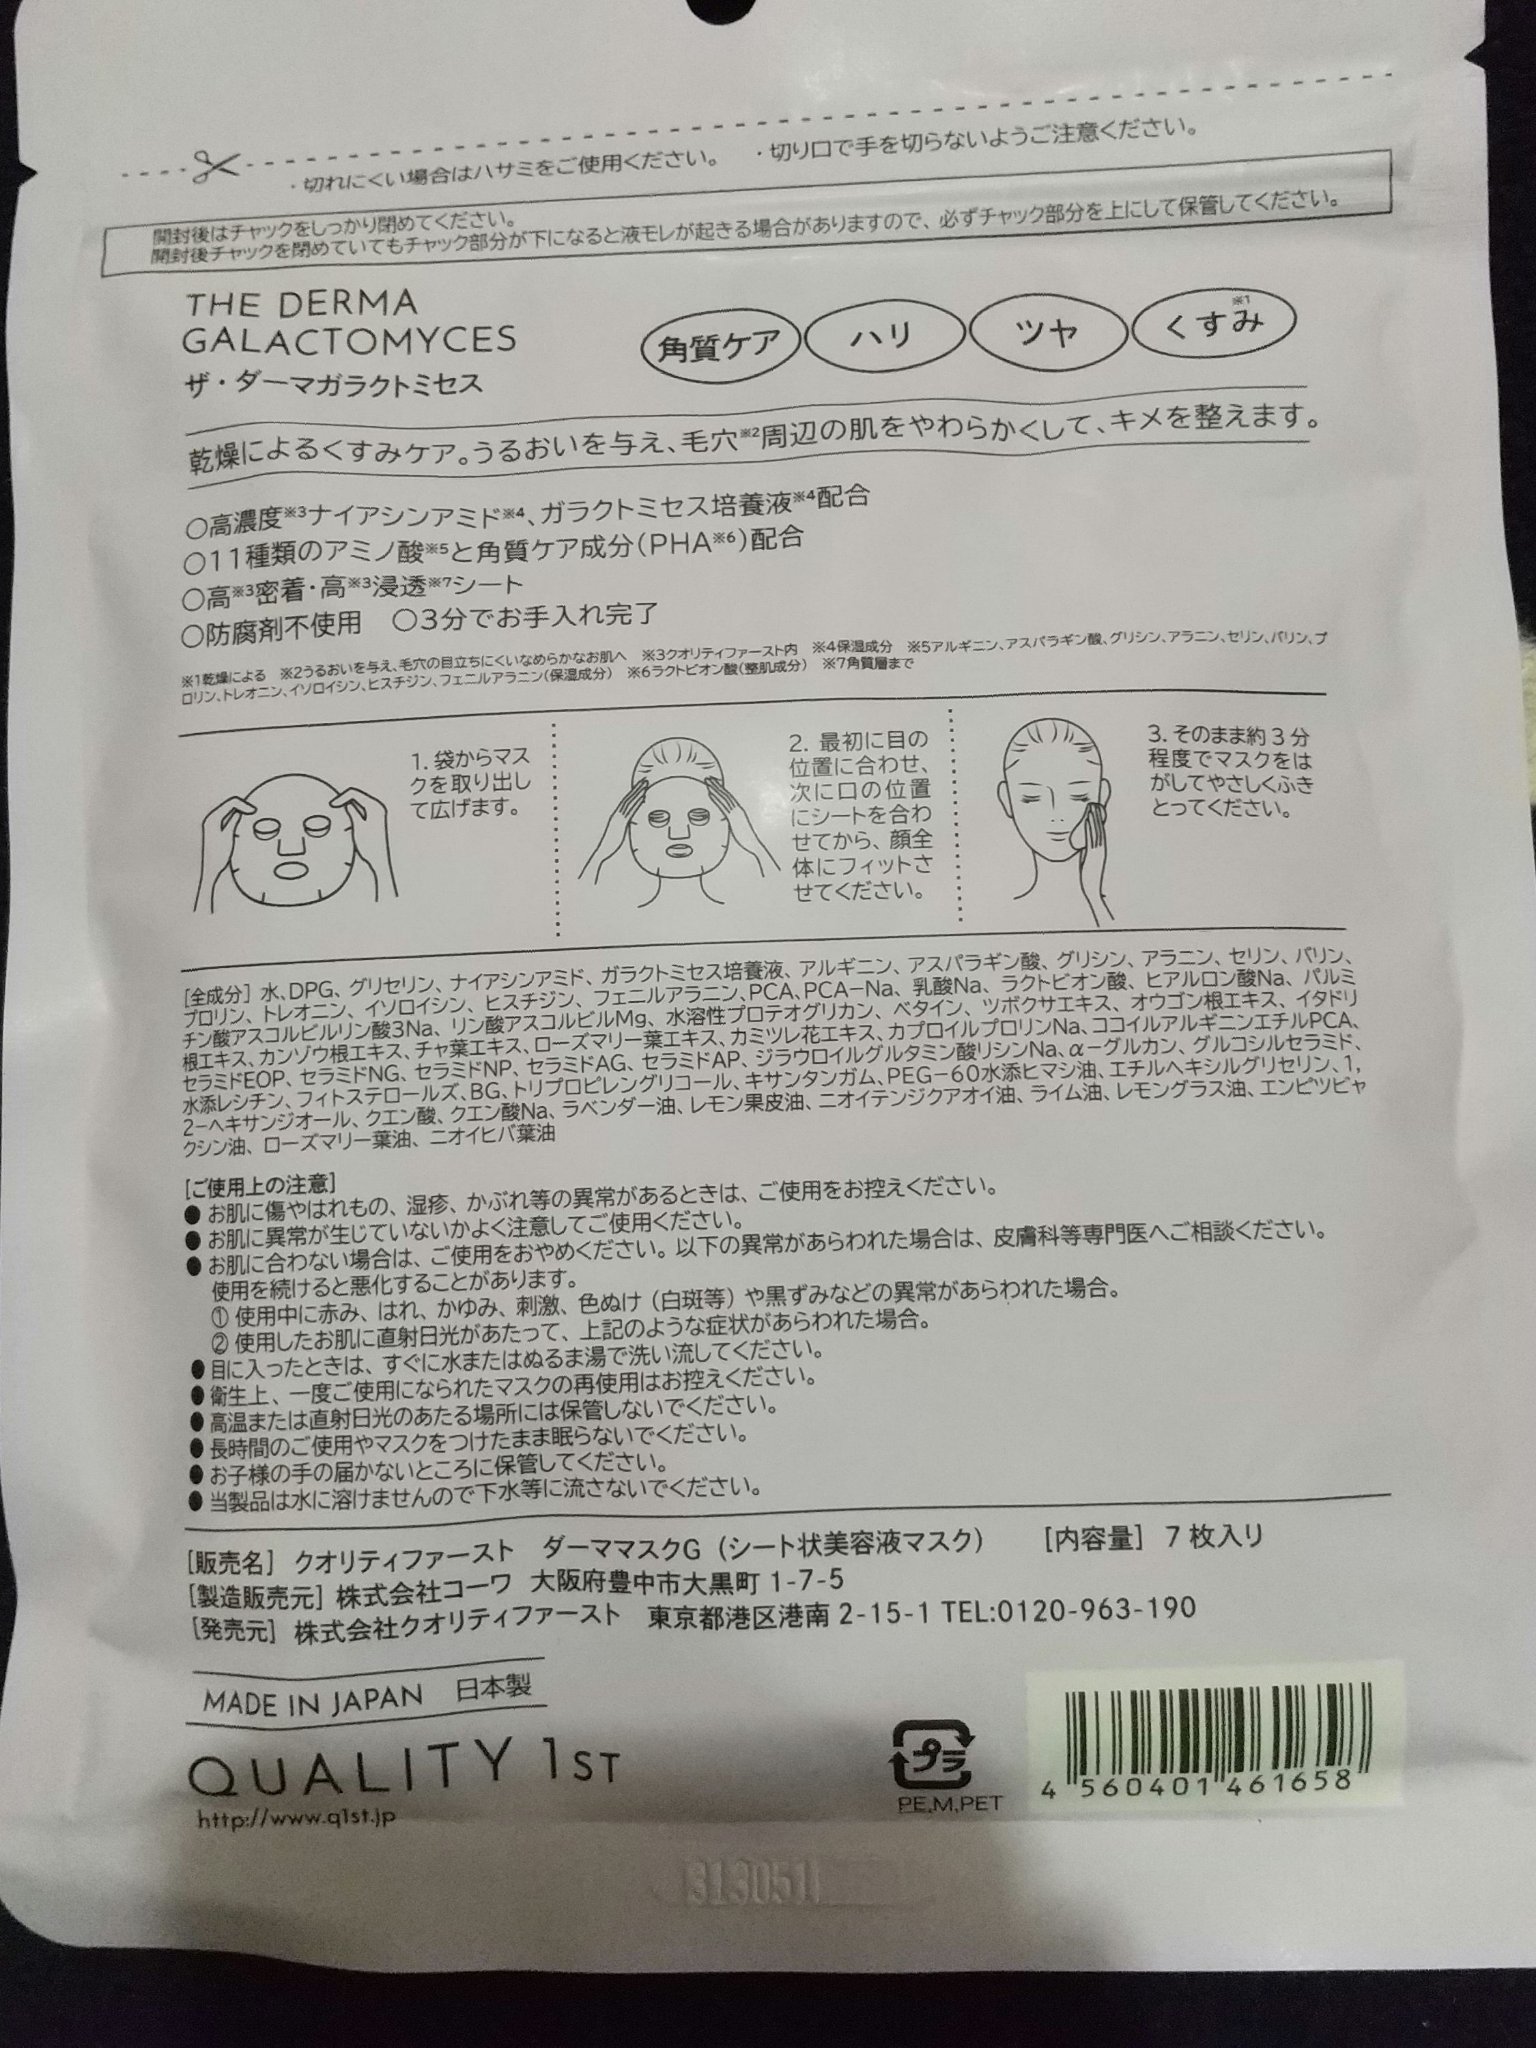 ・切れにくい場合はハサミをご使用ください。 ・切り口で手を切らないようご注意ください。
開封後はチャックをしっかり閉めてください。
開封後チャックを閉めていてもチャック部分が下になると液モレが起きる場合がありますので、必ずチャック部分を上にして保管してください。
THE DERMA
GALACTOMYCES
ザ・ダーマガラクトミセス
角質ケア ハリ ツヤ くすみ※1
乾燥によるくすみケア。うるおいを与え、毛穴※2周辺の肌をやわらかくして、キメを整えます。
○高濃度※3ナイアシンアミド※4、ガラクトミセス培養液※4配合
○11種類のアミノ酸※5と角質ケア成分(PHA※6)配合
○高※3密着・高※3浸透※7シート
○防腐剤不使用 ○3分でお手入れ完了
※1乾燥による ※2うるおいを与え、毛穴の目立ちにくいなめらかなお肌へ ※3クオリティファースト内 ※4保湿成分 ※5アルギニン、アスパラギン酸、グリシン、アラニン、セリン、バリン、プ
ロリン、トレオニン、イソロイシン、ヒスチジン、フェニルアラニン(保湿成分) ※6ラクトビオン酸(整肌成分) ※7角質層まで
1. 袋からマス
クを取り出し
て広げます。
2. 最初に目の
位置に合わせ、
次に口の位置
にシートを合わ
せてから、顔全
体にフィットさ
せてください。
3. そのまま約3分
程度でマスクをは
がしてやさしくふき
とってください。
[全成分] 水、DPG、グリセリン、ナイアシンアミド、ガラクトミセス培養液、アルギニン、アスパラギン酸、グリシン、アラニン、セリン、バリン、
プロリン、トレオニン、イソロイシン、ヒスチジン、フェニルアラニン、PCA、PCA-Na、乳酸Na、ラクトビオン酸、ヒアルロン酸Na、パルミ
チン酸アスコルビルリン酸3Na、リン酸アスコルビルMg、水溶性プロテオグリカン、ベタイン、ツボクサエキス、オウゴン根エキス、イタドリ
根エキス、カンゾウ根エキス、チャ葉エキス、ローズマリー葉エキス、カミツレ花エキス、カプロイルプロリンNa、ココイルアルギニンエチルPCA、
セラミドEOP、セラミドNG、セラミドNP、セラミドAG、セラミドAP、ジラウロイルグルタミン酸リシンNa、α-グルカン、グルコシルセラミド、
水添レシチン、フィトステロールズ、BG、トリプロピレングリコール、キサンタンガム、PEG-60水添ヒマシ油、エチルヘキシルグリセリン、1,
2-ヘキサンジオール、クエン酸、クエン酸Na、ラベンダー油、レモン果皮油、ニオイテンジクアオイ油、ライム油、レモングラス油、エンピツビャ
クシン油、ローズマリー葉油、ニオイヒバ葉油
[ご使用上の注意]
● お肌に傷やはれもの、湿疹、かぶれ等の異常があるときは、ご使用をお控えください。
● お肌に異常が生じていないかよく注意してご使用ください。
● お肌に合わない場合は、ご使用をおやめください。以下の異常があらわれた場合は、皮膚科等専門医へご相談ください。
使用を続けると悪化することがあります。
① 使用中に赤み、はれ、かゆみ、刺激、色ぬけ（白斑等）や黒ずみなどの異常があらわれた場合。
② 使用したお肌に直射日光があたって、上記のような症状があらわれた場合。
● 目に入ったときは、すぐに水またはぬるま湯で洗い流してください。
● 衛生上、一度ご使用になられたマスクの再使用はお控えください。
● 高温または直射日光のあたる場所には保管しないでください。
● 長時間のご使用やマスクをつけたまま眠らないでください。
● お子様の手の届かないところに保管してください。
● 当製品は水に溶けませんので下水等に流さないでください。
[販売名] クオリティファースト ダーママスクG（シート状美容液マスク） [内容量] 7枚入り
[製造販売元] 株式会社コーワ 大阪府豊中市大黒町 1-7-5
[発売元] 株式会社クオリティファースト 東京都港区港南 2-15-1 TEL:0120-963-190
MADE IN JAPAN 日本製
QUALITY 1ST
http://www.q1st.jp
プラ
PE,M,PET
4 560401 461658
313051